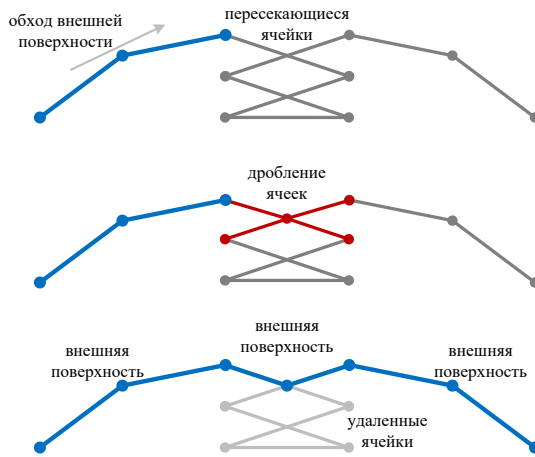 обход внешней
поверхности
пересекающиеся
ячейки
дробление
ячеек
внешняя
поверхность
внешняя
поверхность
внешняя
поверхность
удаленные
ячейки